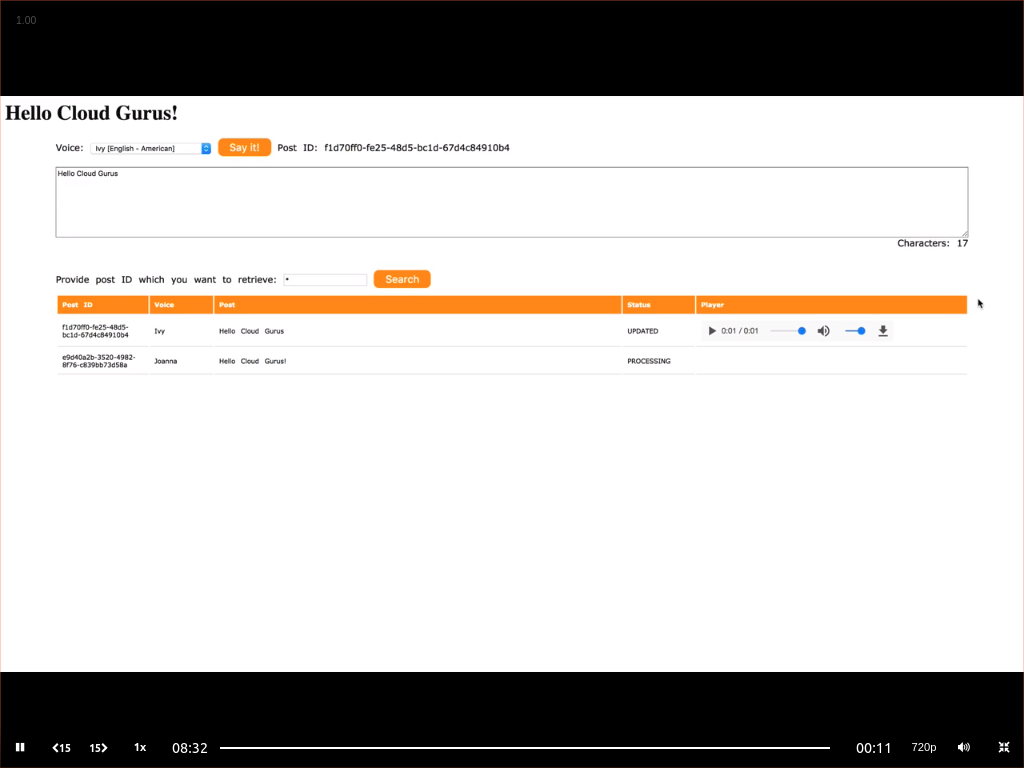 1.00
Hello Cloud Gurus!
Voice: Ivy [English - American] Say it! Post ID: f1d70ff0-fe25-48d5-bc1d-67d4c84910b4
Hello Cloud Gurus
Characters: 17
Provide post ID which you want to retrieve: * Search
Post ID Voice Post Status Player
f1d70ff0-fe25-48d5-
bc1d-67d4c84910b4 Ivy Hello Cloud Gurus UPDATED 0:01 / 0:01
e9d40a2b-3520-4982-
8f76-c839bb73d58a Joanna Hello Cloud Gurus! PROCESSING
15 15 1x 08:32 00:11 720p